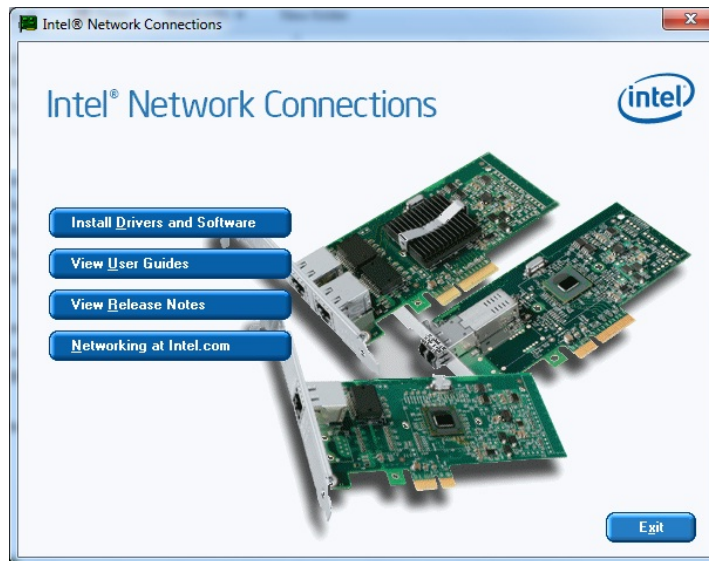 Intel® Network Connections
Intel® Network Connections
intel
Install Drivers and Software
View User Guides
View Release Notes
Networking at Intel.com
Exit